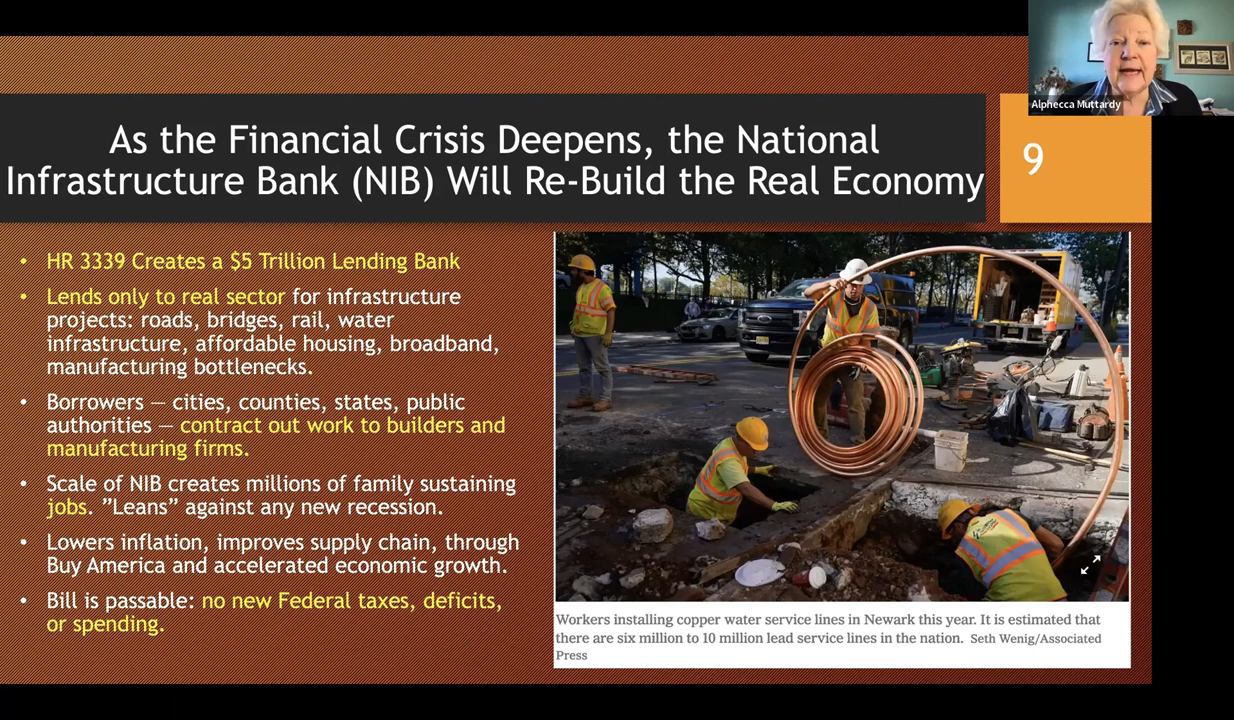 Alphecca Muttardy
As the Financial Crisis Deepens, the National
Infrastructure Bank (NIB) Will Re-Build the Real Economy
9
• HR 3339 Creates a $5 Trillion Lending Bank
• Lends only to real sector for infrastructure
projects: roads, bridges, rail, water
infrastructure, affordable housing, broadband,
manufacturing bottlenecks.
• Borrowers — cities, counties, states, public
authorities — contract out work to builders and
manufacturing firms.
• Scale of NIB creates millions of family sustaining
jobs. ”Leans” against any new recession.
• Lowers inflation, improves supply chain, through
Buy America and accelerated economic growth.
• Bill is passable: no new Federal taxes, deficits,
or spending.
Workers installing copper water service lines in Newark this year. It is estimated that
there are six million to 10 million lead service lines in the nation. Seth Wenig/Associated
Press